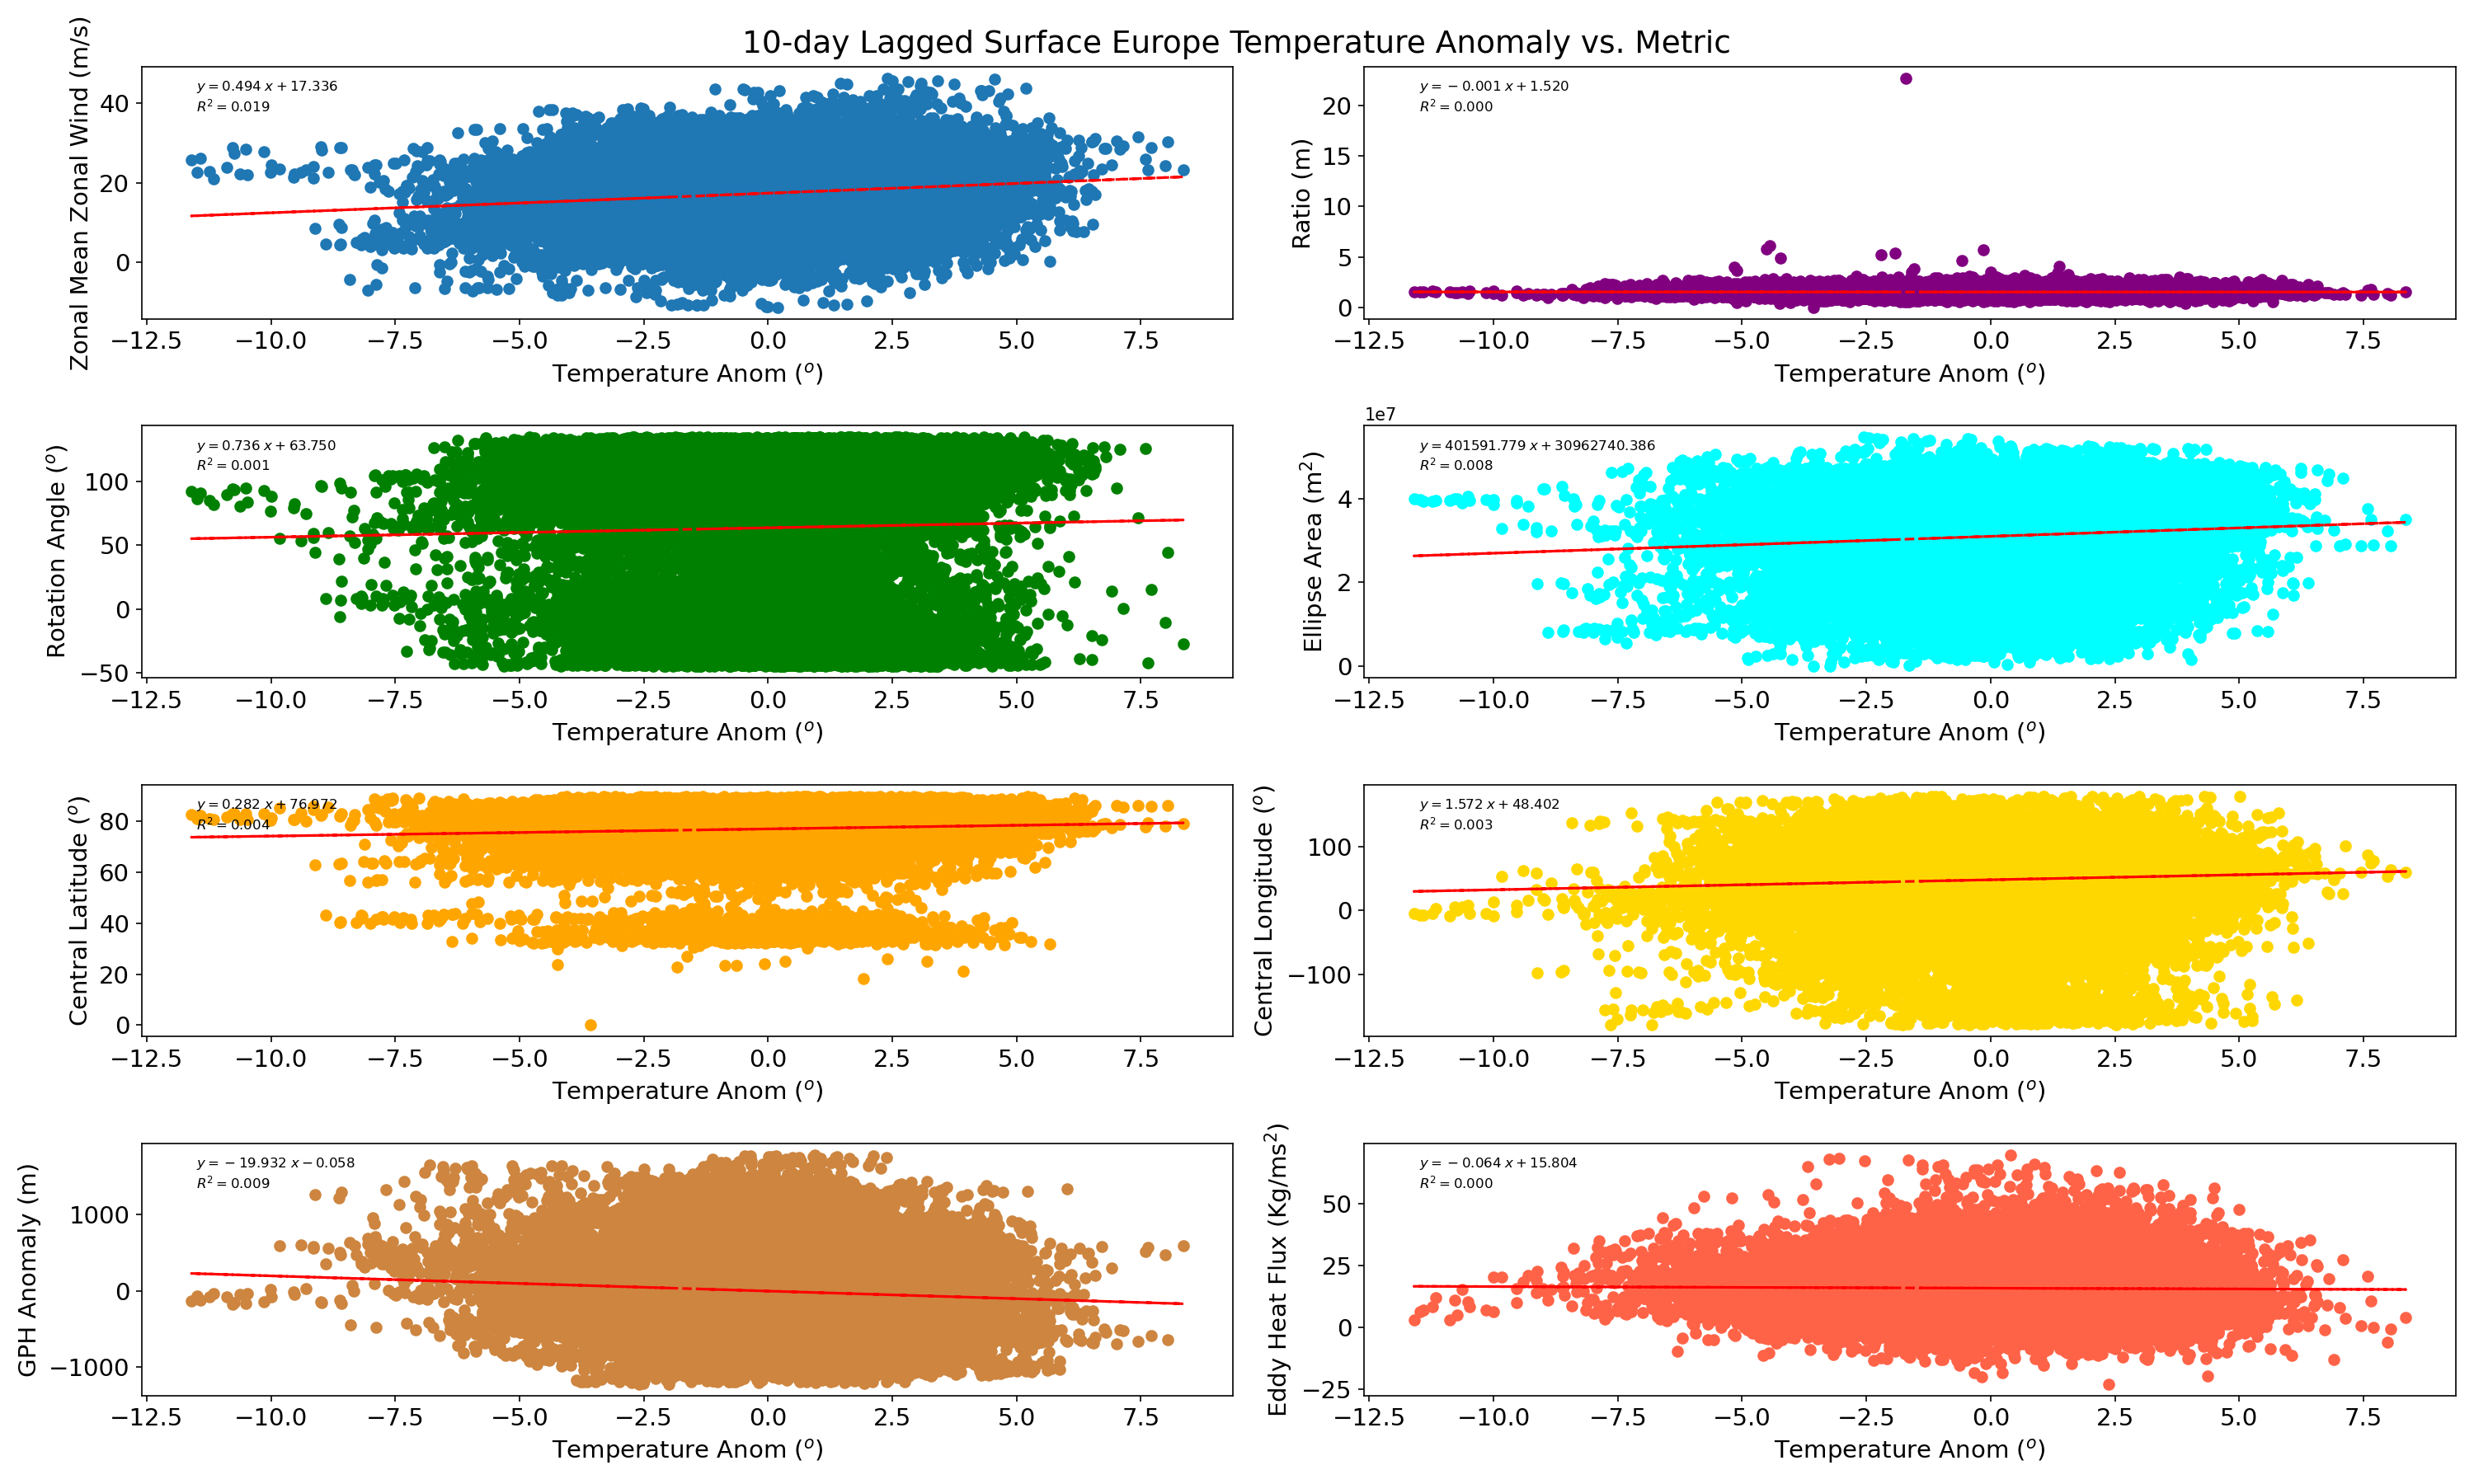 10-day Lagged Surface Europe Temperature Anomaly vs. Metric
Zonal Mean Zonal Wind (m/s)
40
20
0
y = 0.494 x + 17.336
R² = 0.019
−12.5 −10.0 −7.5 −5.0 −2.5 0.0 2.5 5.0 7.5
Temperature Anom (°)
Ratio (m)
20
15
10
5
0
y = −0.001 x + 1.520
R² = 0.000
−12.5 −10.0 −7.5 −5.0 −2.5 0.0 2.5 5.0 7.5
Temperature Anom (°)
Rotation Angle (°)
100
50
0
−50
y = 0.736 x + 63.750
R² = 0.001
−12.5 −10.0 −7.5 −5.0 −2.5 0.0 2.5 5.0 7.5
Temperature Anom (°)
1e7
Ellipse Area (m²)
4
2
0
y = 401591.779 x + 30962740.386
R² = 0.008
−12.5 −10.0 −7.5 −5.0 −2.5 0.0 2.5 5.0 7.5
Temperature Anom (°)
Central Latitude (°)
80
60
40
20
0
y = 0.282 x + 76.972
R² = 0.004
−12.5 −10.0 −7.5 −5.0 −2.5 0.0 2.5 5.0 7.5
Temperature Anom (°)
Central Longitude (°)
100
0
−100
y = 1.572 x + 48.402
R² = 0.003
−12.5 −10.0 −7.5 −5.0 −2.5 0.0 2.5 5.0 7.5
Temperature Anom (°)
GPH Anomaly (m)
1000
0
−1000
y = −19.932 x − 0.058
R² = 0.009
−12.5 −10.0 −7.5 −5.0 −2.5 0.0 2.5 5.0 7.5
Temperature Anom (°)
Eddy Heat Flux (Kg/ms²)
50
25
0
−25
y = −0.064 x + 15.804
R² = 0.000
−12.5 −10.0 −7.5 −5.0 −2.5 0.0 2.5 5.0 7.5
Temperature Anom (°)